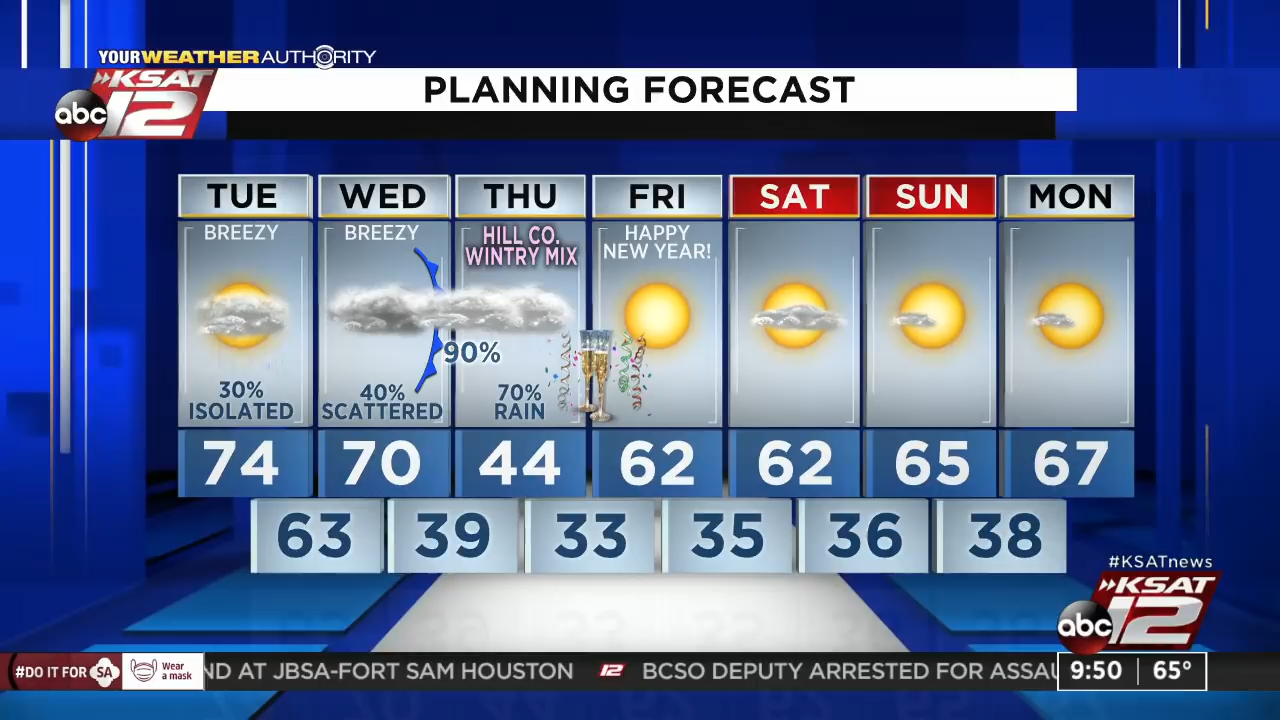 YOURWEATHERAUTHORITY
KSAT
abc 12
PLANNING FORECAST
TUE WED THU FRI SAT SUN MON
BREEZY
BREEZY
HILL CO.
WINTRY MIX
HAPPY
NEW YEAR!
90%
30%
ISOLATED
40%
SCATTERED
70%
RAIN
74 70 44 62 62 65 67
63 39 33 35 36 38
#KSATnews
KSAT
abc 12
#DO IT FOR SA
Wear
a mask
ND AT JBSA-FORT SAM HOUSTON 12 BCSO DEPUTY ARRESTED FOR ASSAU
9:50 65°